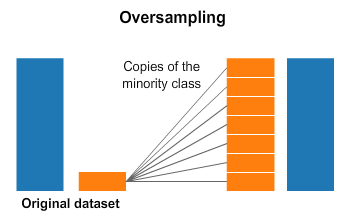 Oversampling
Copies of the
minority class
Original dataset